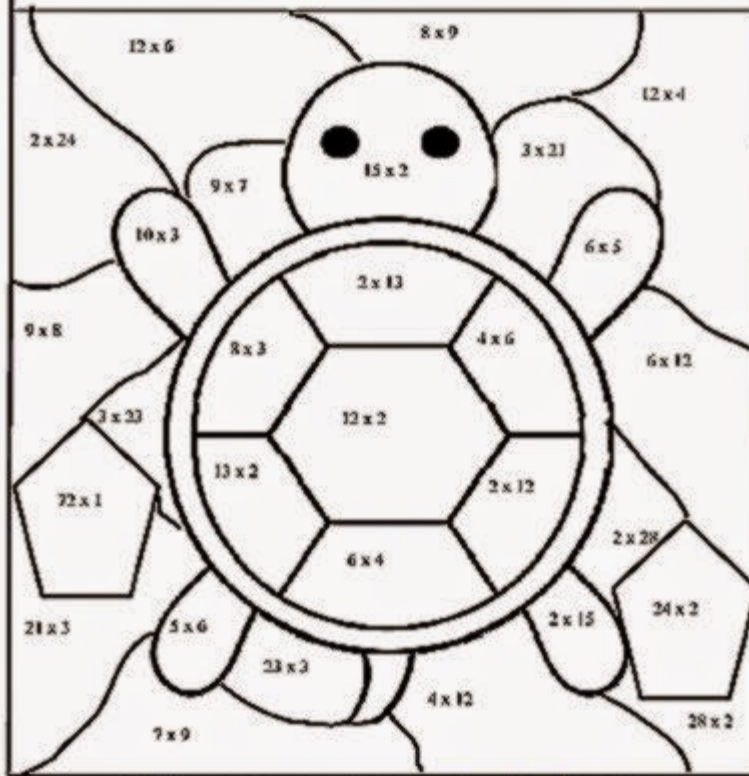 12 x 6
8 x 9
12 x 4
2 x 24
3 x 21
9 x 7
15 x 2
10 x 3
6 x 5
2 x 13
9 x 8
8 x 3
4 x 6
6 x 12
3 x 23
12 x 2
13 x 2
2 x 12
72 x 1
2 x 28
6 x 4
24 x 2
21 x 3
5 x 6
2 x 15
23 x 3
4 x 12
28 x 2
7 x 9